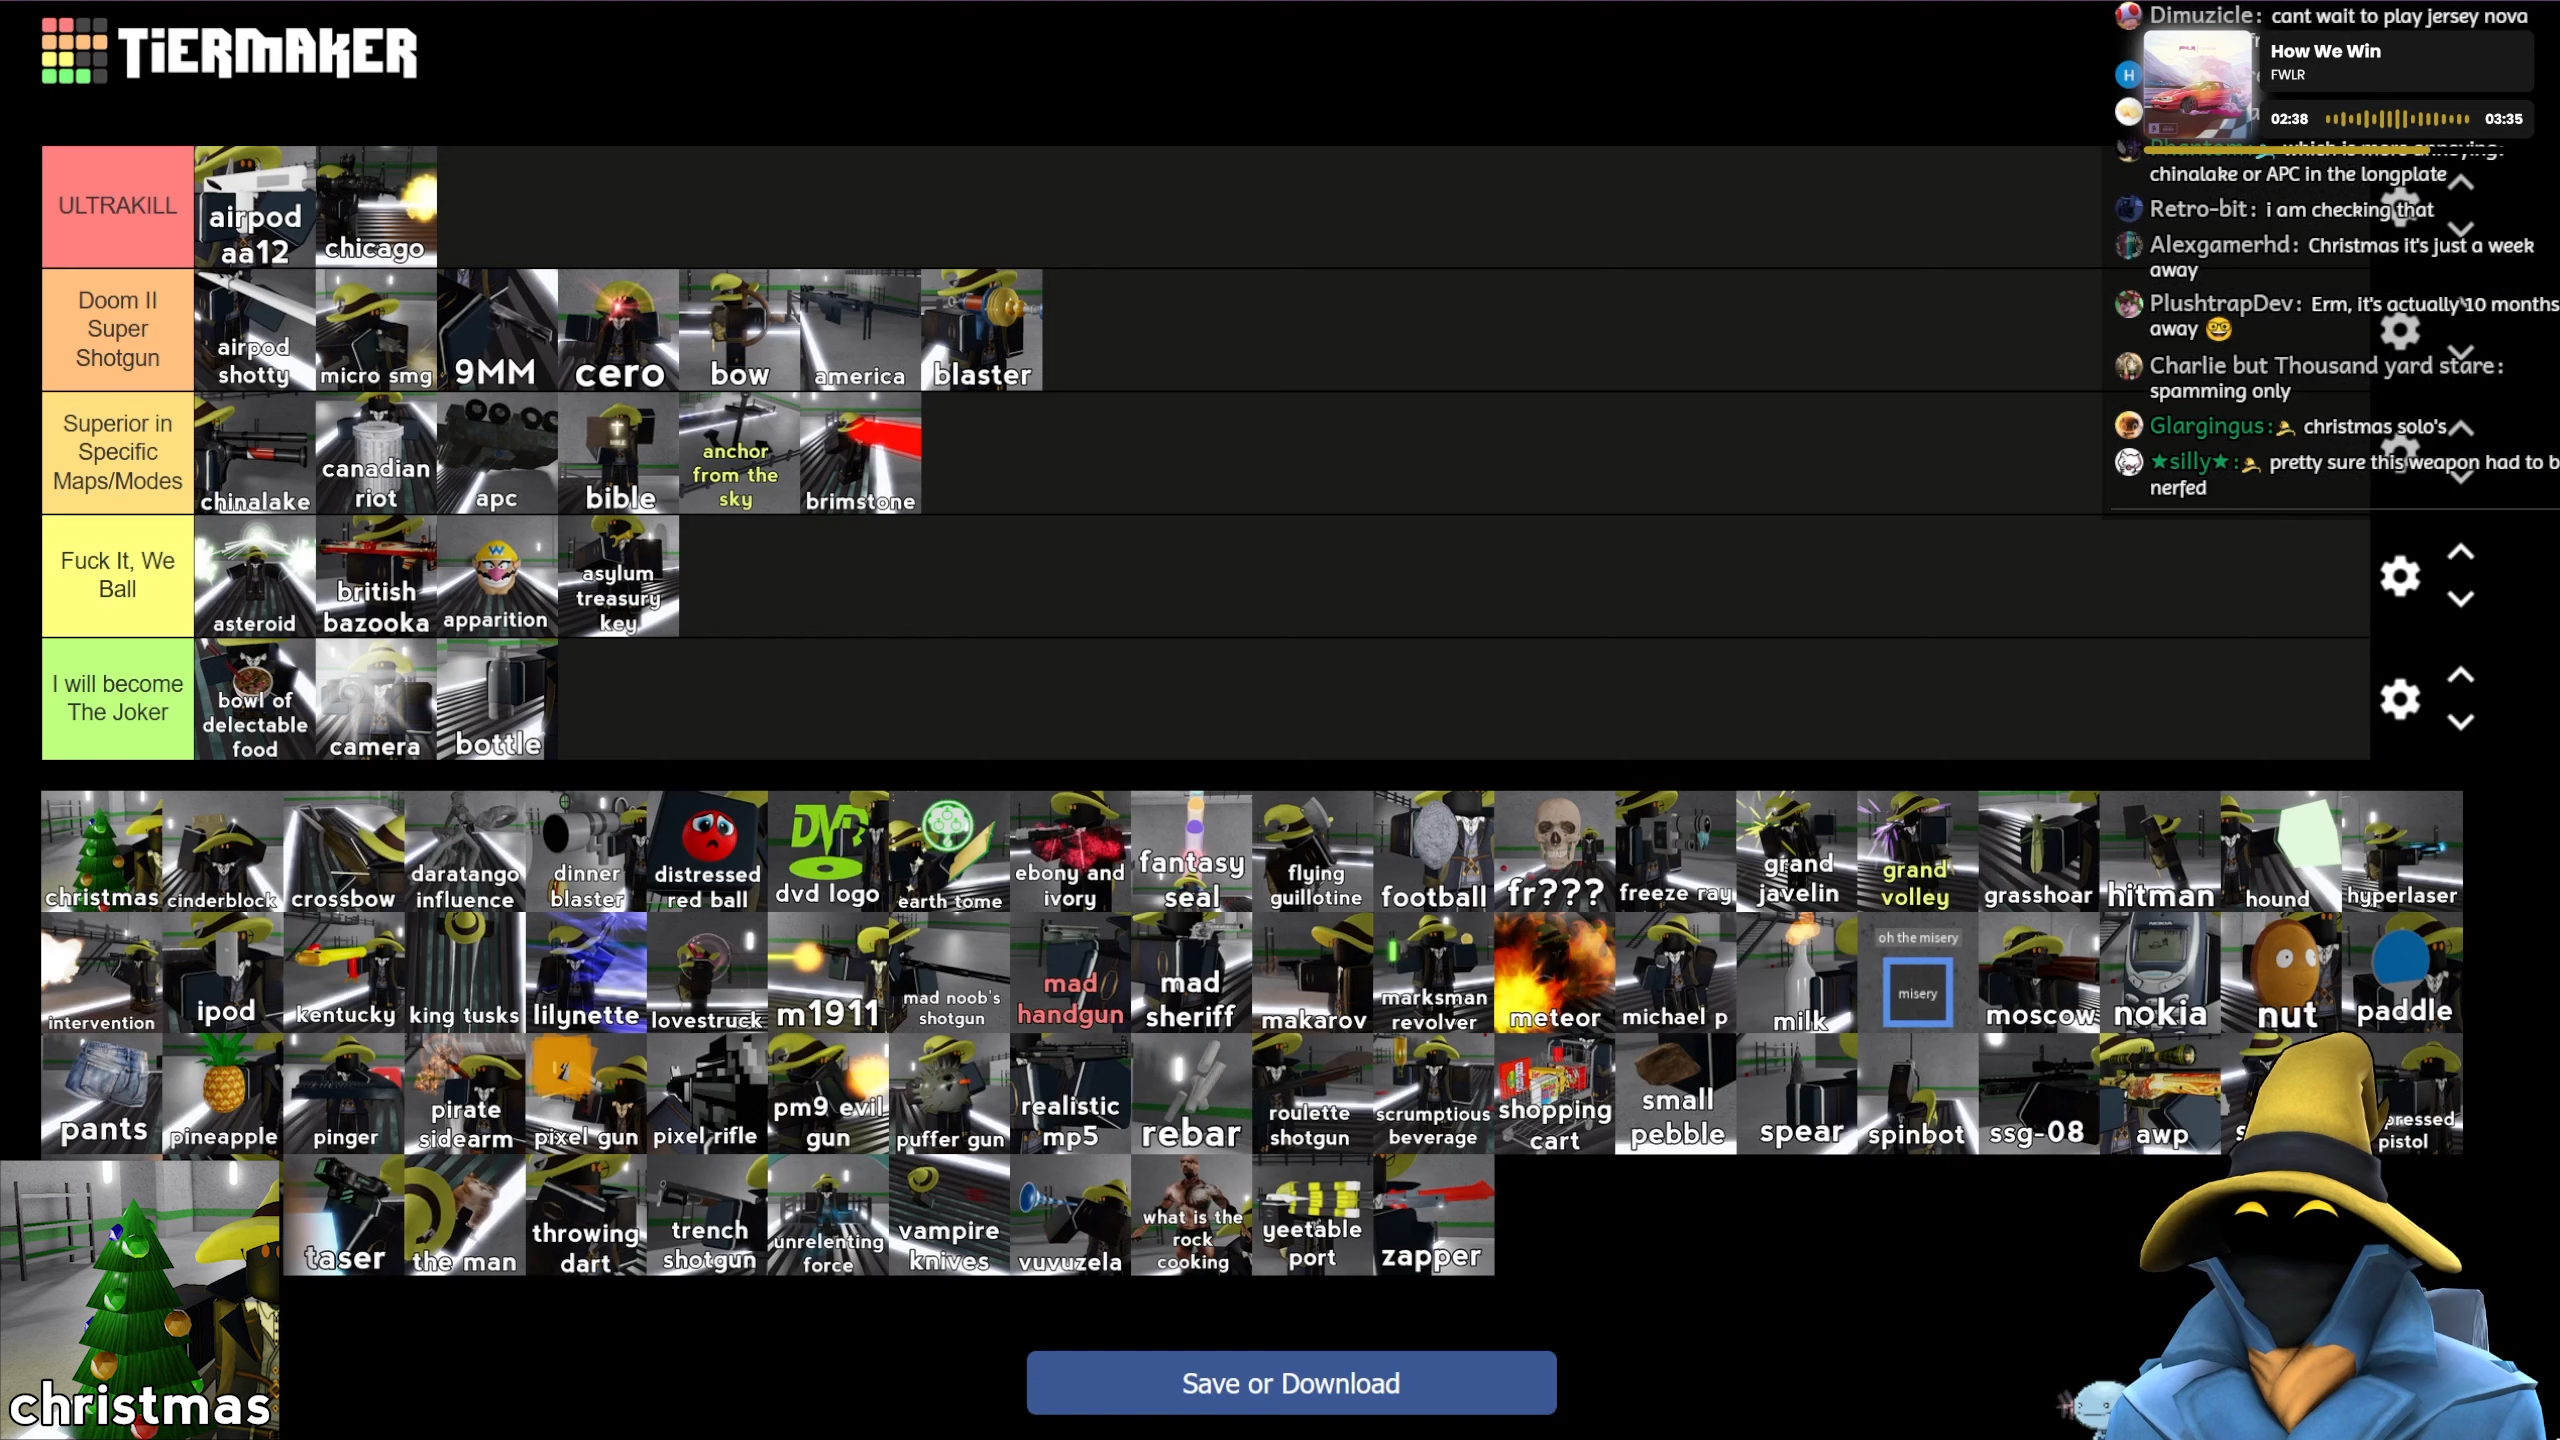 TiERMAKER
Dimuzicle: cant wait to play jersey nova
How We Win
FWLR
02:38
03:35
Phantom: which is more annoying:
chinalake or APC in the longplate
Retro-bit: i am checking that
Alexgamerhd: Christmas it's just a week
away
PlushtrapDev: Erm, it's actually 10 months
away 🤓
Charlie but Thousand yard stare:
spamming only
Glargingus: christmas solo's
★silly★: pretty sure this weapon had to b
nerfed
ULTRAKILL
airpod
aa12
chicago
Doom II
Super
Shotgun
airpod
shotty
micro smg
9MM
cero
bow
america
blaster
Superior in
Specific
Maps/Modes
chinalake
canadian
riot
apc
bible
anchor
from the
sky
brimstone
Fuck It, We
Ball
asteroid
british
bazooka
apparition
asylum
treasury
key
I will become
The Joker
bowl of
delectable
food
camera
bottle
christmas
cinderblock
crossbow
daratango
influence
dinner
blaster
distressed
red ball
DVD
dvd logo
earth tome
ebony and
ivory
fantasy
seal
flying
guillotine
football
fr???
freeze ray
grand
javelin
grand
volley
grasshoar
hitman
hound
hyperlaser
intervention
ipod
kentucky
king tusks
lilynette
lovestruck
m1911
mad noob's
shotgun
mad
handgun
mad
sheriff
makarov
marksman
revolver
meteor
michael p
milk
oh the misery
misery
moscow
nokia
nut
paddle
pants
pineapple
pinger
pirate
sidearm
pixel gun
pixel rifle
pm9 evil
gun
puffer gun
realistic
mp5
rebar
roulette
shotgun
scrumptious
beverage
shopping
cart
small
pebble
spear
spinbot
ssg-08
awp
pressed
pistol
taser
the man
throwing
dart
trench
shotgun
unrelenting
force
vampire
knives
vuvuzela
what is the
rock
cooking
yeetable
port
zapper
christmas
Save or Download